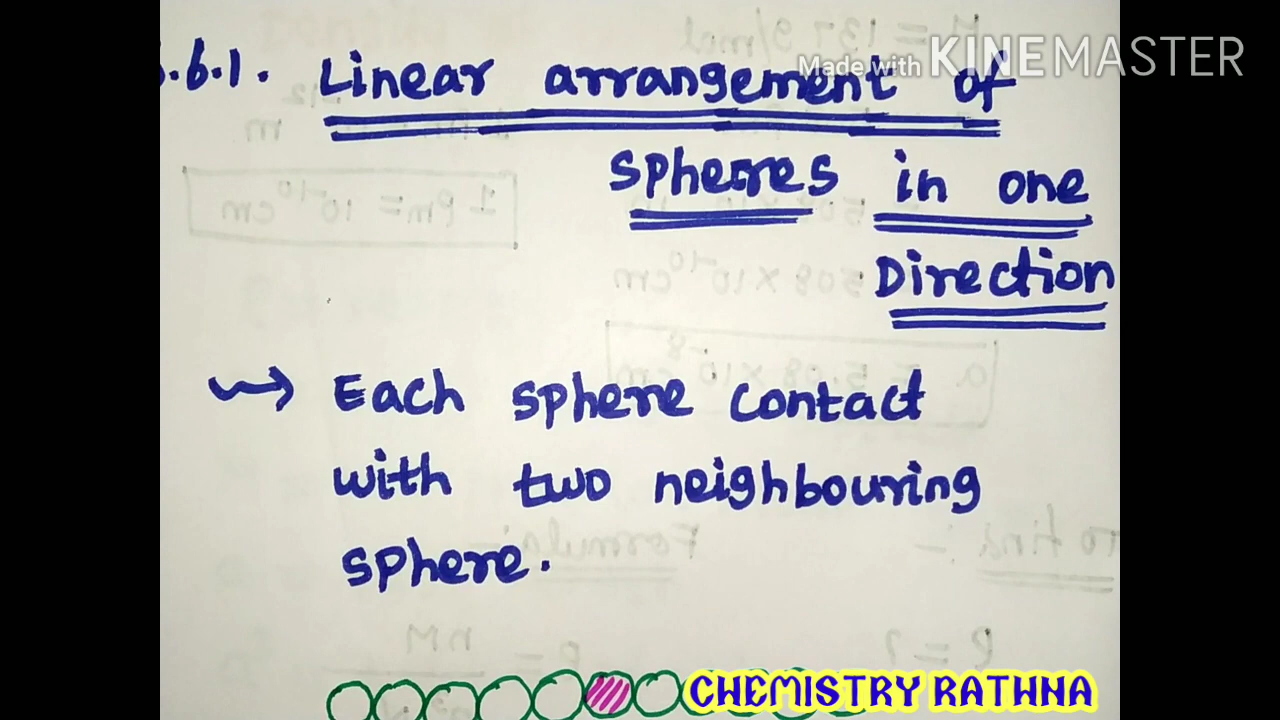 Made with KINEMASTER
.6.1. Linear arrangement of
spheres in one
Direction
→ Each sphere contact
with two neighbouring
sphere.
CHEMISTRY RATHNA